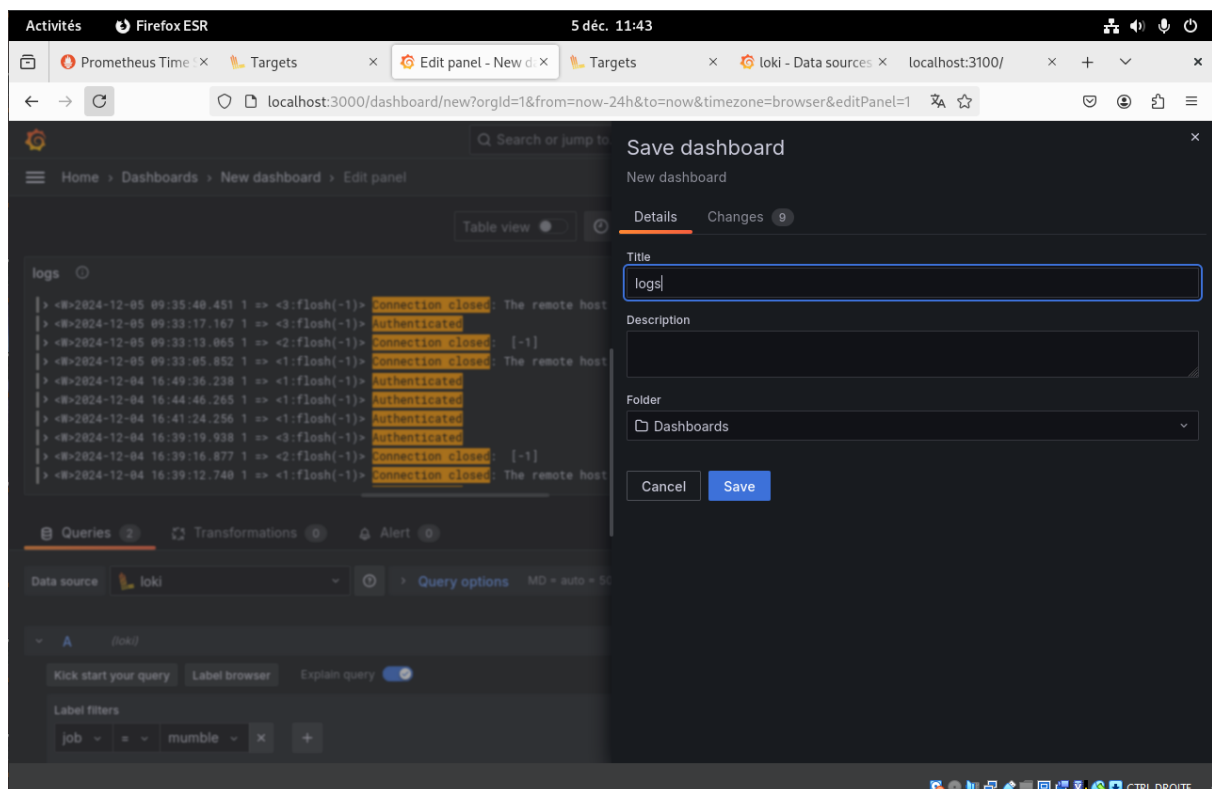 Activités Firefox ESR 5 déc. 11:43
Prometheus Time S × Targets × Edit panel - New d × Targets × loki - Data sources × localhost:3100/ × + ×
localhost:3000/dashboard/new?orgId=1&from=now-24h&to=now&timezone=browser&editPanel=1
Search or jump to
Home › Dashboards › New dashboard › Edit panel
Table view
logs
> <W>2024-12-05 09:35:40.451 1 => <3:flosh(-1)> Connection closed: The remote host
> <W>2024-12-05 09:33:17.167 1 => <3:flosh(-1)> Authenticated
> <W>2024-12-05 09:33:13.065 1 => <2:flosh(-1)> Connection closed: [-1]
> <W>2024-12-05 09:33:05.852 1 => <1:flosh(-1)> Connection closed: The remote host
> <W>2024-12-04 16:49:36.238 1 => <1:flosh(-1)> Authenticated
> <W>2024-12-04 16:44:46.265 1 => <1:flosh(-1)> Authenticated
> <W>2024-12-04 16:41:24.256 1 => <1:flosh(-1)> Authenticated
> <W>2024-12-04 16:39:19.938 1 => <3:flosh(-1)> Authenticated
> <W>2024-12-04 16:39:16.877 1 => <2:flosh(-1)> Connection closed: [-1]
> <W>2024-12-04 16:39:12.740 1 => <1:flosh(-1)> Connection closed: The remote host
Queries 2 Transformations 0 Alert 0
Data source loki Query options MD = auto =
A (loki)
Kick start your query Label browser Explain query
Label filters
job = mumble × +
Save dashboard ×
New dashboard
Details Changes 9
Title
logs
Description
Folder
Dashboards
Cancel Save
CTRL DROITE